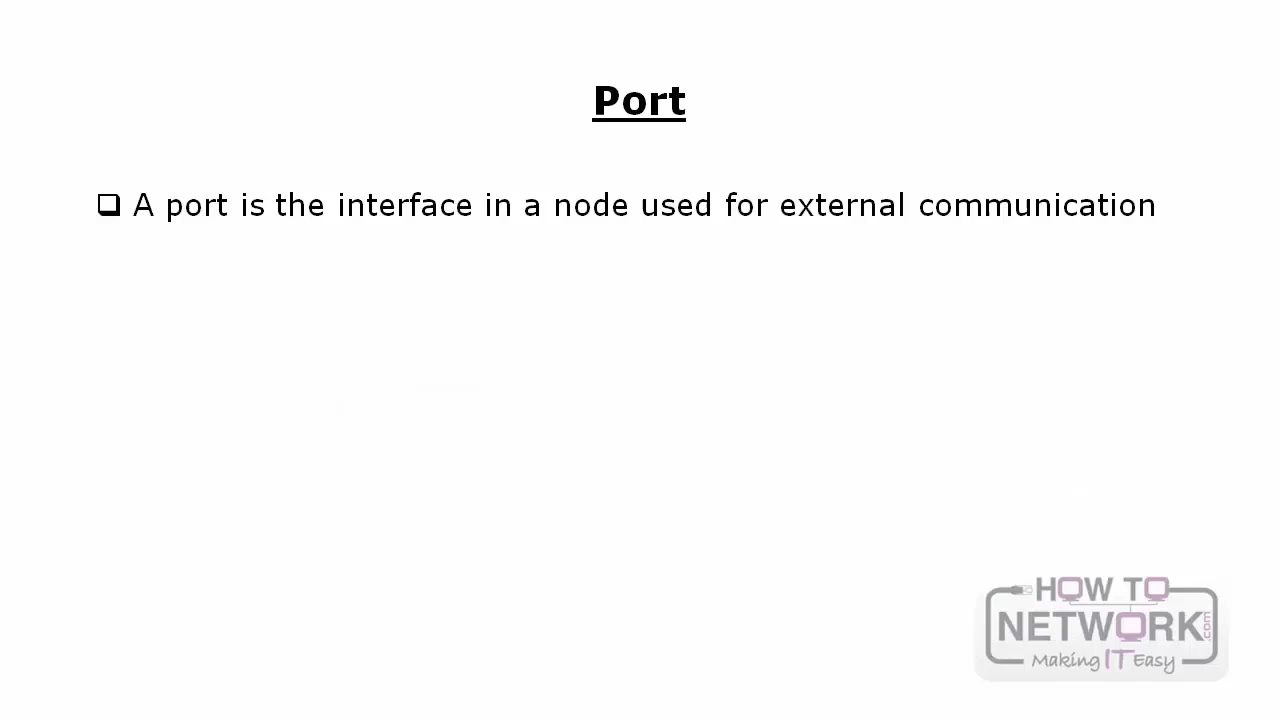 Port
❑ A port is the interface in a node used for external communication
HOW TO
NETWORK.com
Making IT Easy